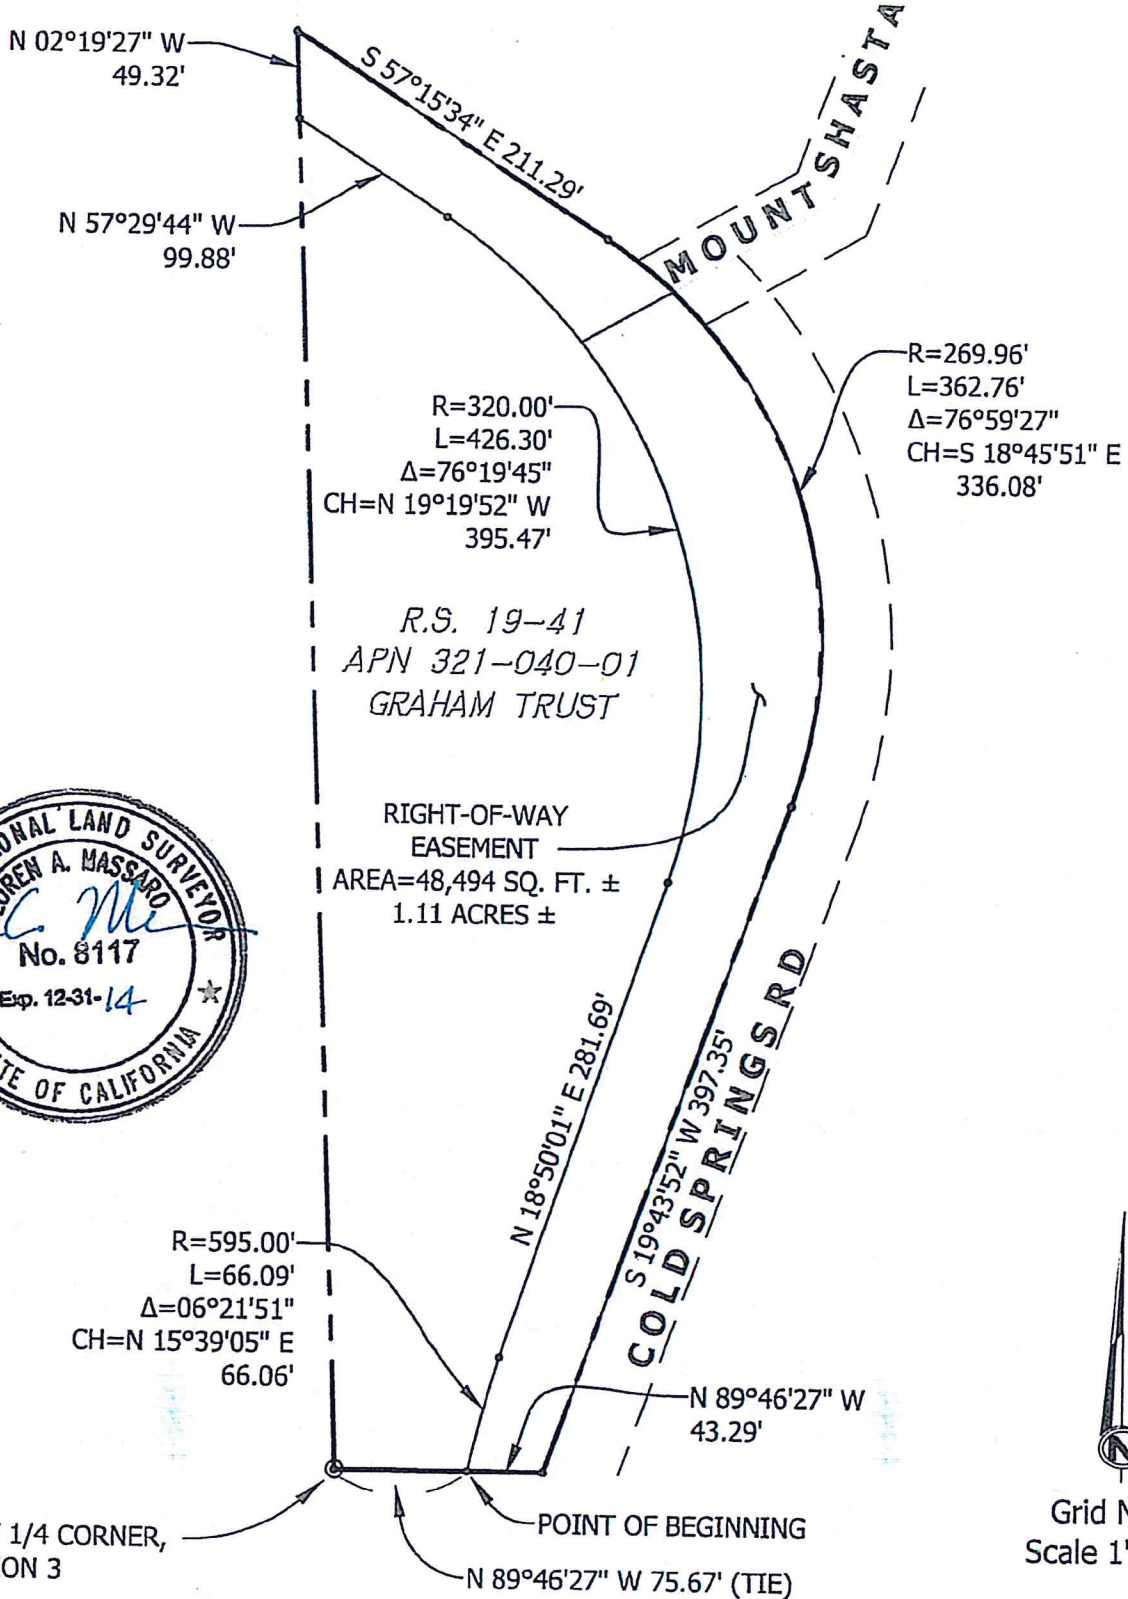 N 02°19'27" W
49.32'
S 57°15'34" E 211.29'
MOUNT SHASTA
N 57°29'44" W
99.88'
R=269.96'
L=362.76'
Δ=76°59'27"
CH=S 18°45'51" E
336.08'
R=320.00'
L=426.30'
Δ=76°19'45"
CH=N 19°19'52" W
395.47'
R.S. 19-41
APN 321-040-01
GRAHAM TRUST
RIGHT-OF-WAY
EASEMENT
AREA=48,494 SQ. FT. ±
1.11 ACRES ±
LAND SURVEYOR
A. MASSARO
No. 8117
Exp. 12-31-14
OF CALIFORNIA
N 18°50'01" E 281.69'
S 19°43'52" W 397.35'
COLD SPRINGS RD
R=595.00'
L=66.09'
Δ=06°21'51"
CH=N 15°39'05" E
66.06'
N 89°46'27" W
43.29'
1/4 CORNER,
ON 3
POINT OF BEGINNING
N 89°46'27" W 75.67' (TIE)
N
Grid N
Scale 1"